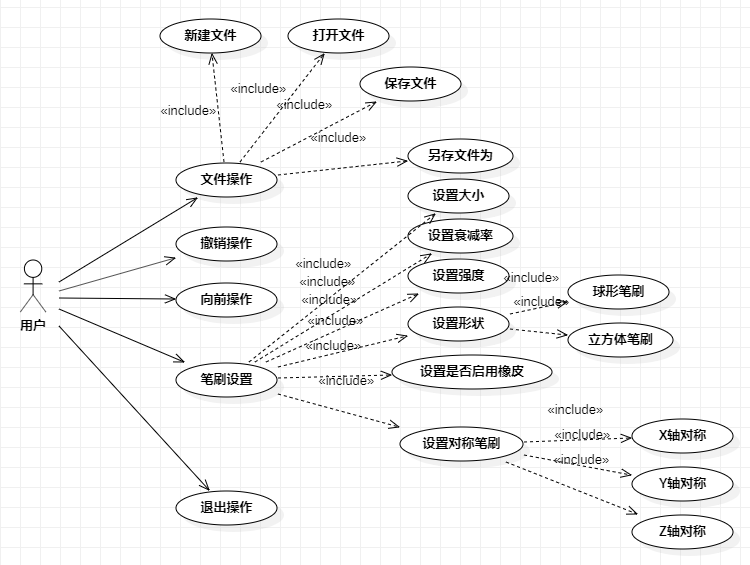 新建文件
打开文件
«include»
«include»
«include»
保存文件
«include»
另存文件为
文件操作
设置大小
撤销操作
设置衰减率
«include»
«include»
设置强度
«include»
球形笔刷
向前操作
«include»
«include»
用户
«include»
设置形状
立方体笔刷
«include»
笔刷设置
«include»
设置是否启用橡皮
«include»
设置对称笔刷
«include»
X轴对称
«include»
Y轴对称
退出操作
Z轴对称